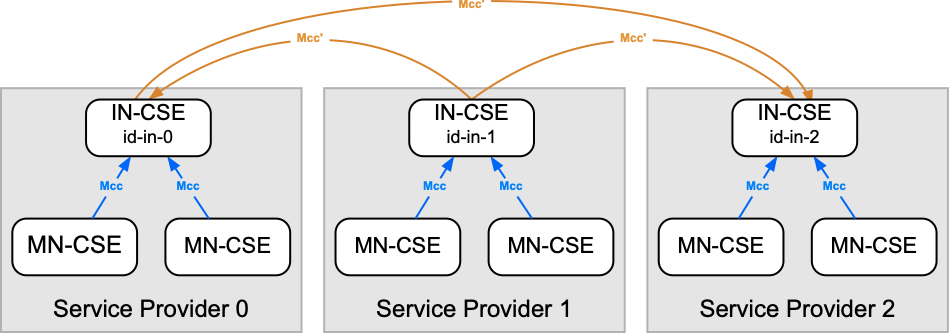 Mcc'
Mcc'
Mcc'
IN-CSE
id-in-0
IN-CSE
id-in-1
IN-CSE
id-in-2
Mcc
Mcc
Mcc
Mcc
Mcc
Mcc
MN-CSE
MN-CSE
MN-CSE
MN-CSE
MN-CSE
MN-CSE
Service Provider 0
Service Provider 1
Service Provider 2